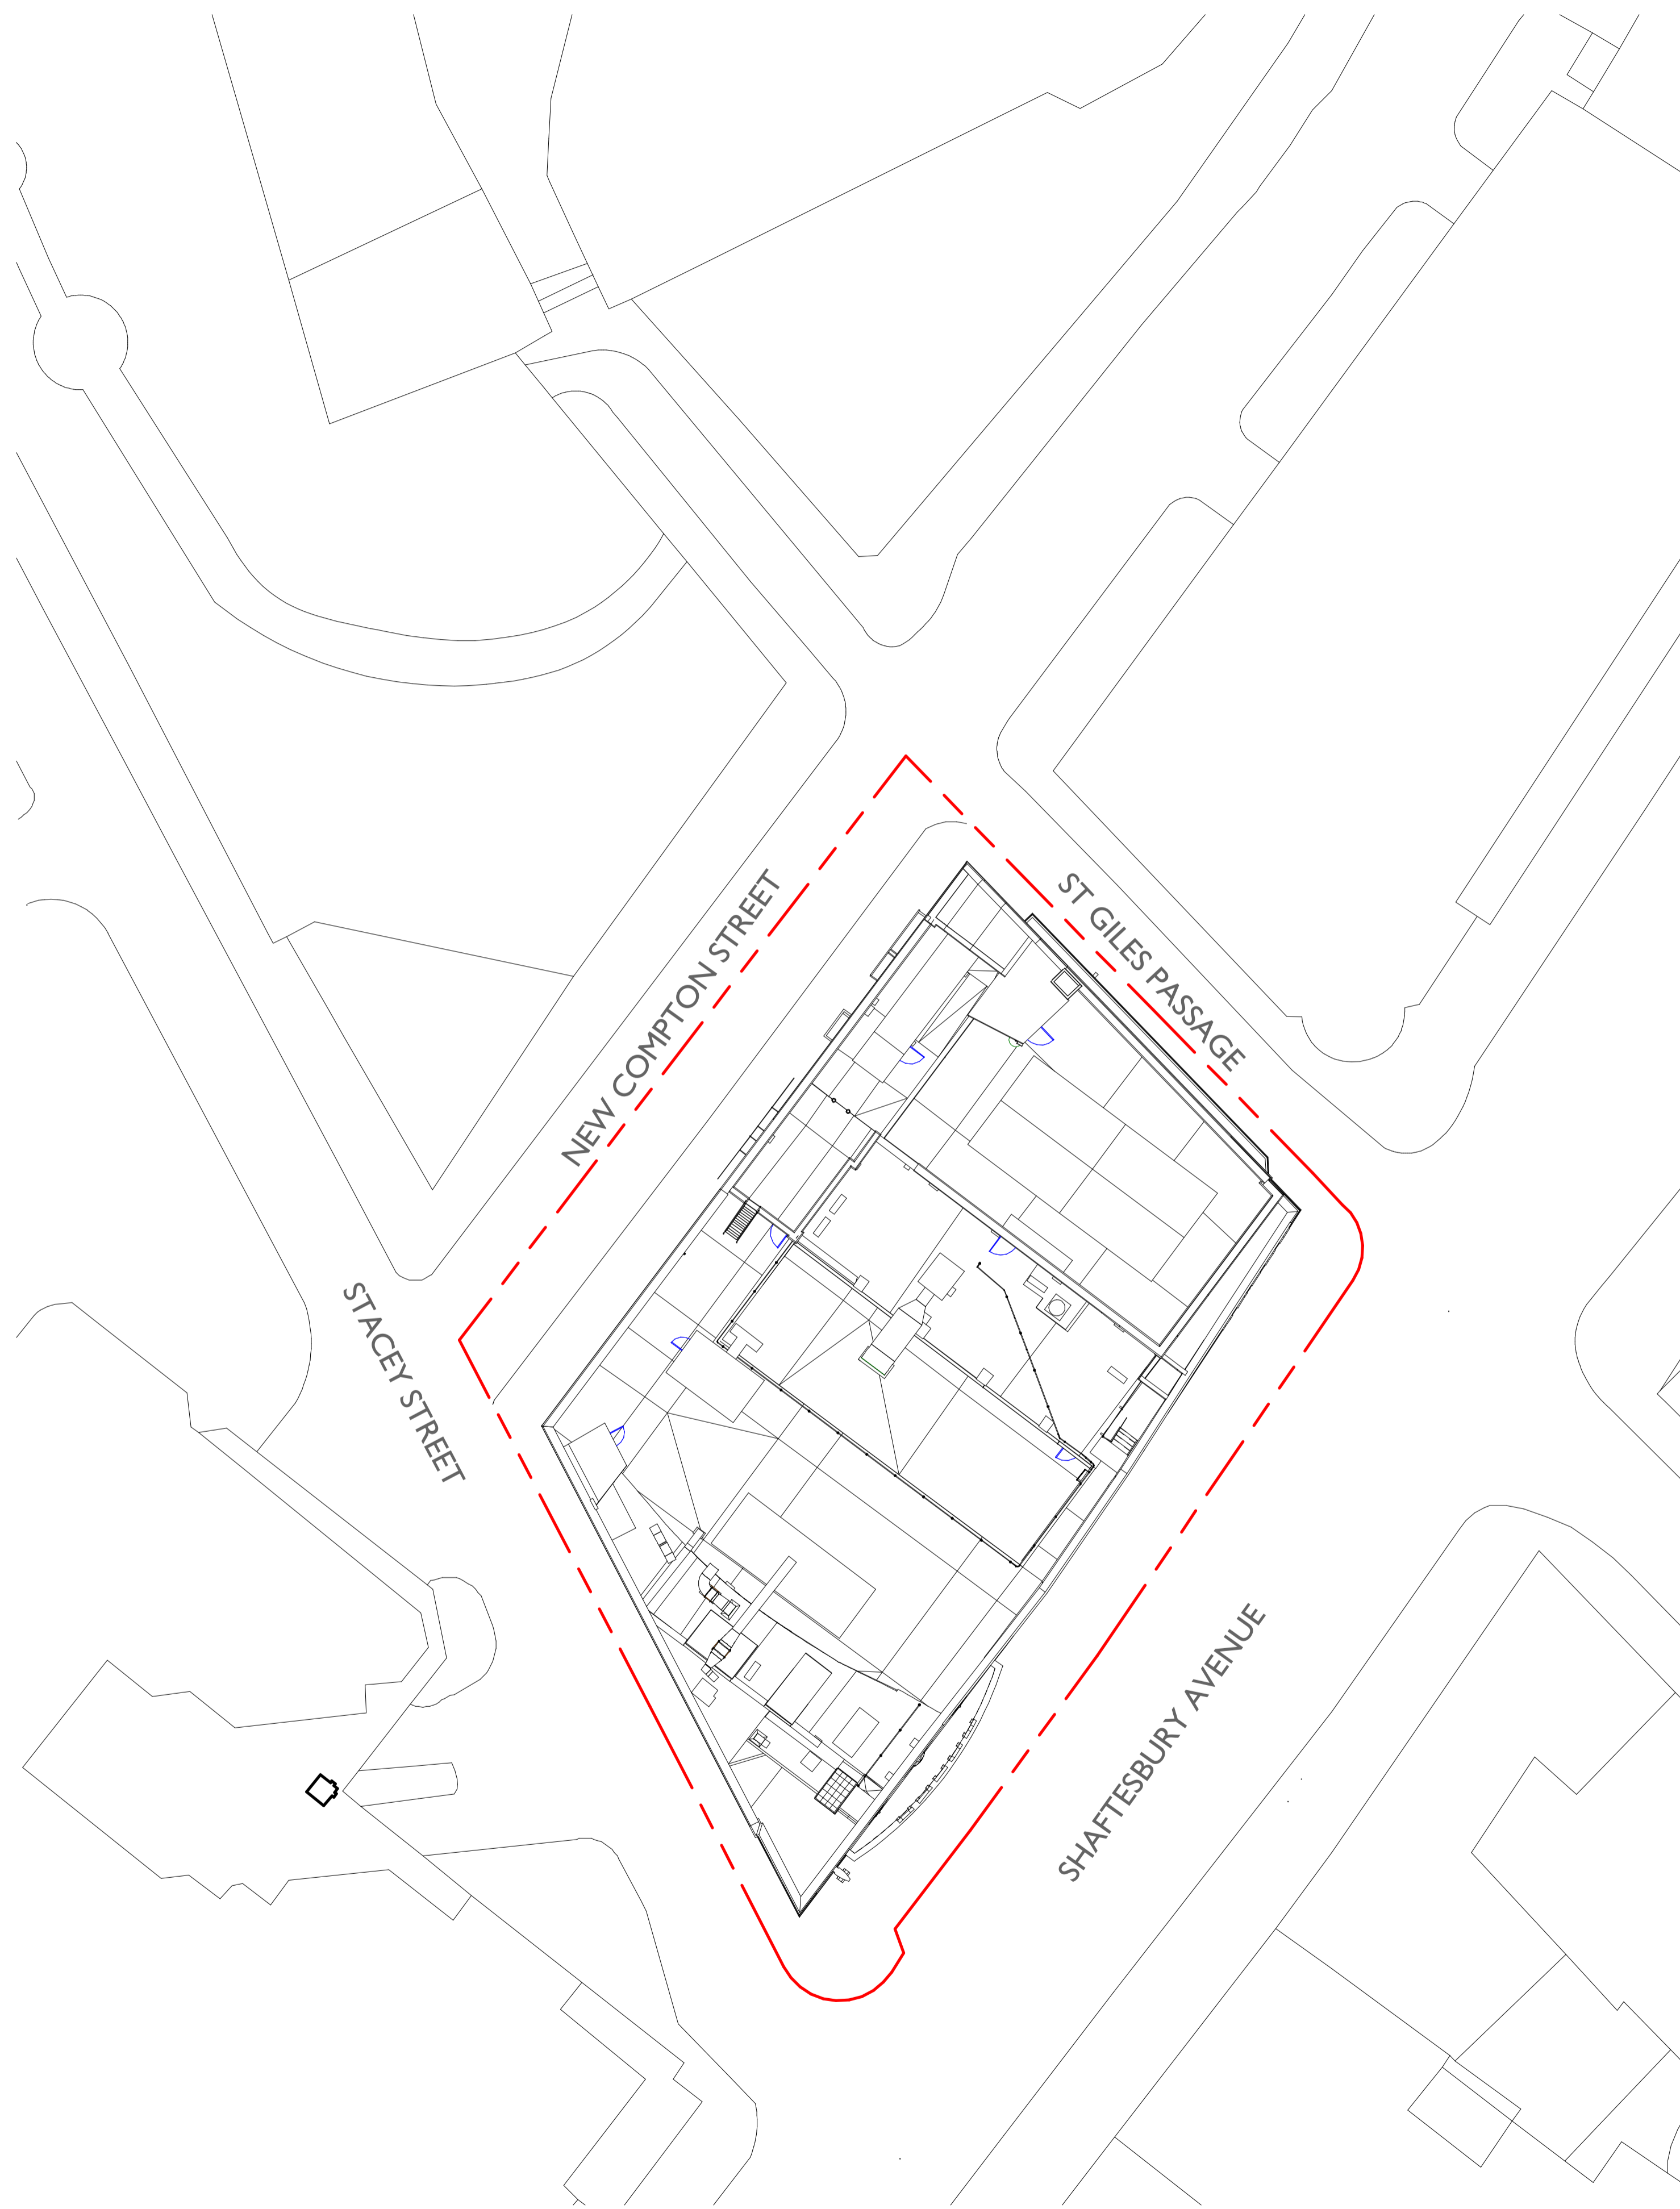 NEW COMPTON STREET
ST GILES PASSAGE
STACEY STREET
SHAFTESBURY AVENUE